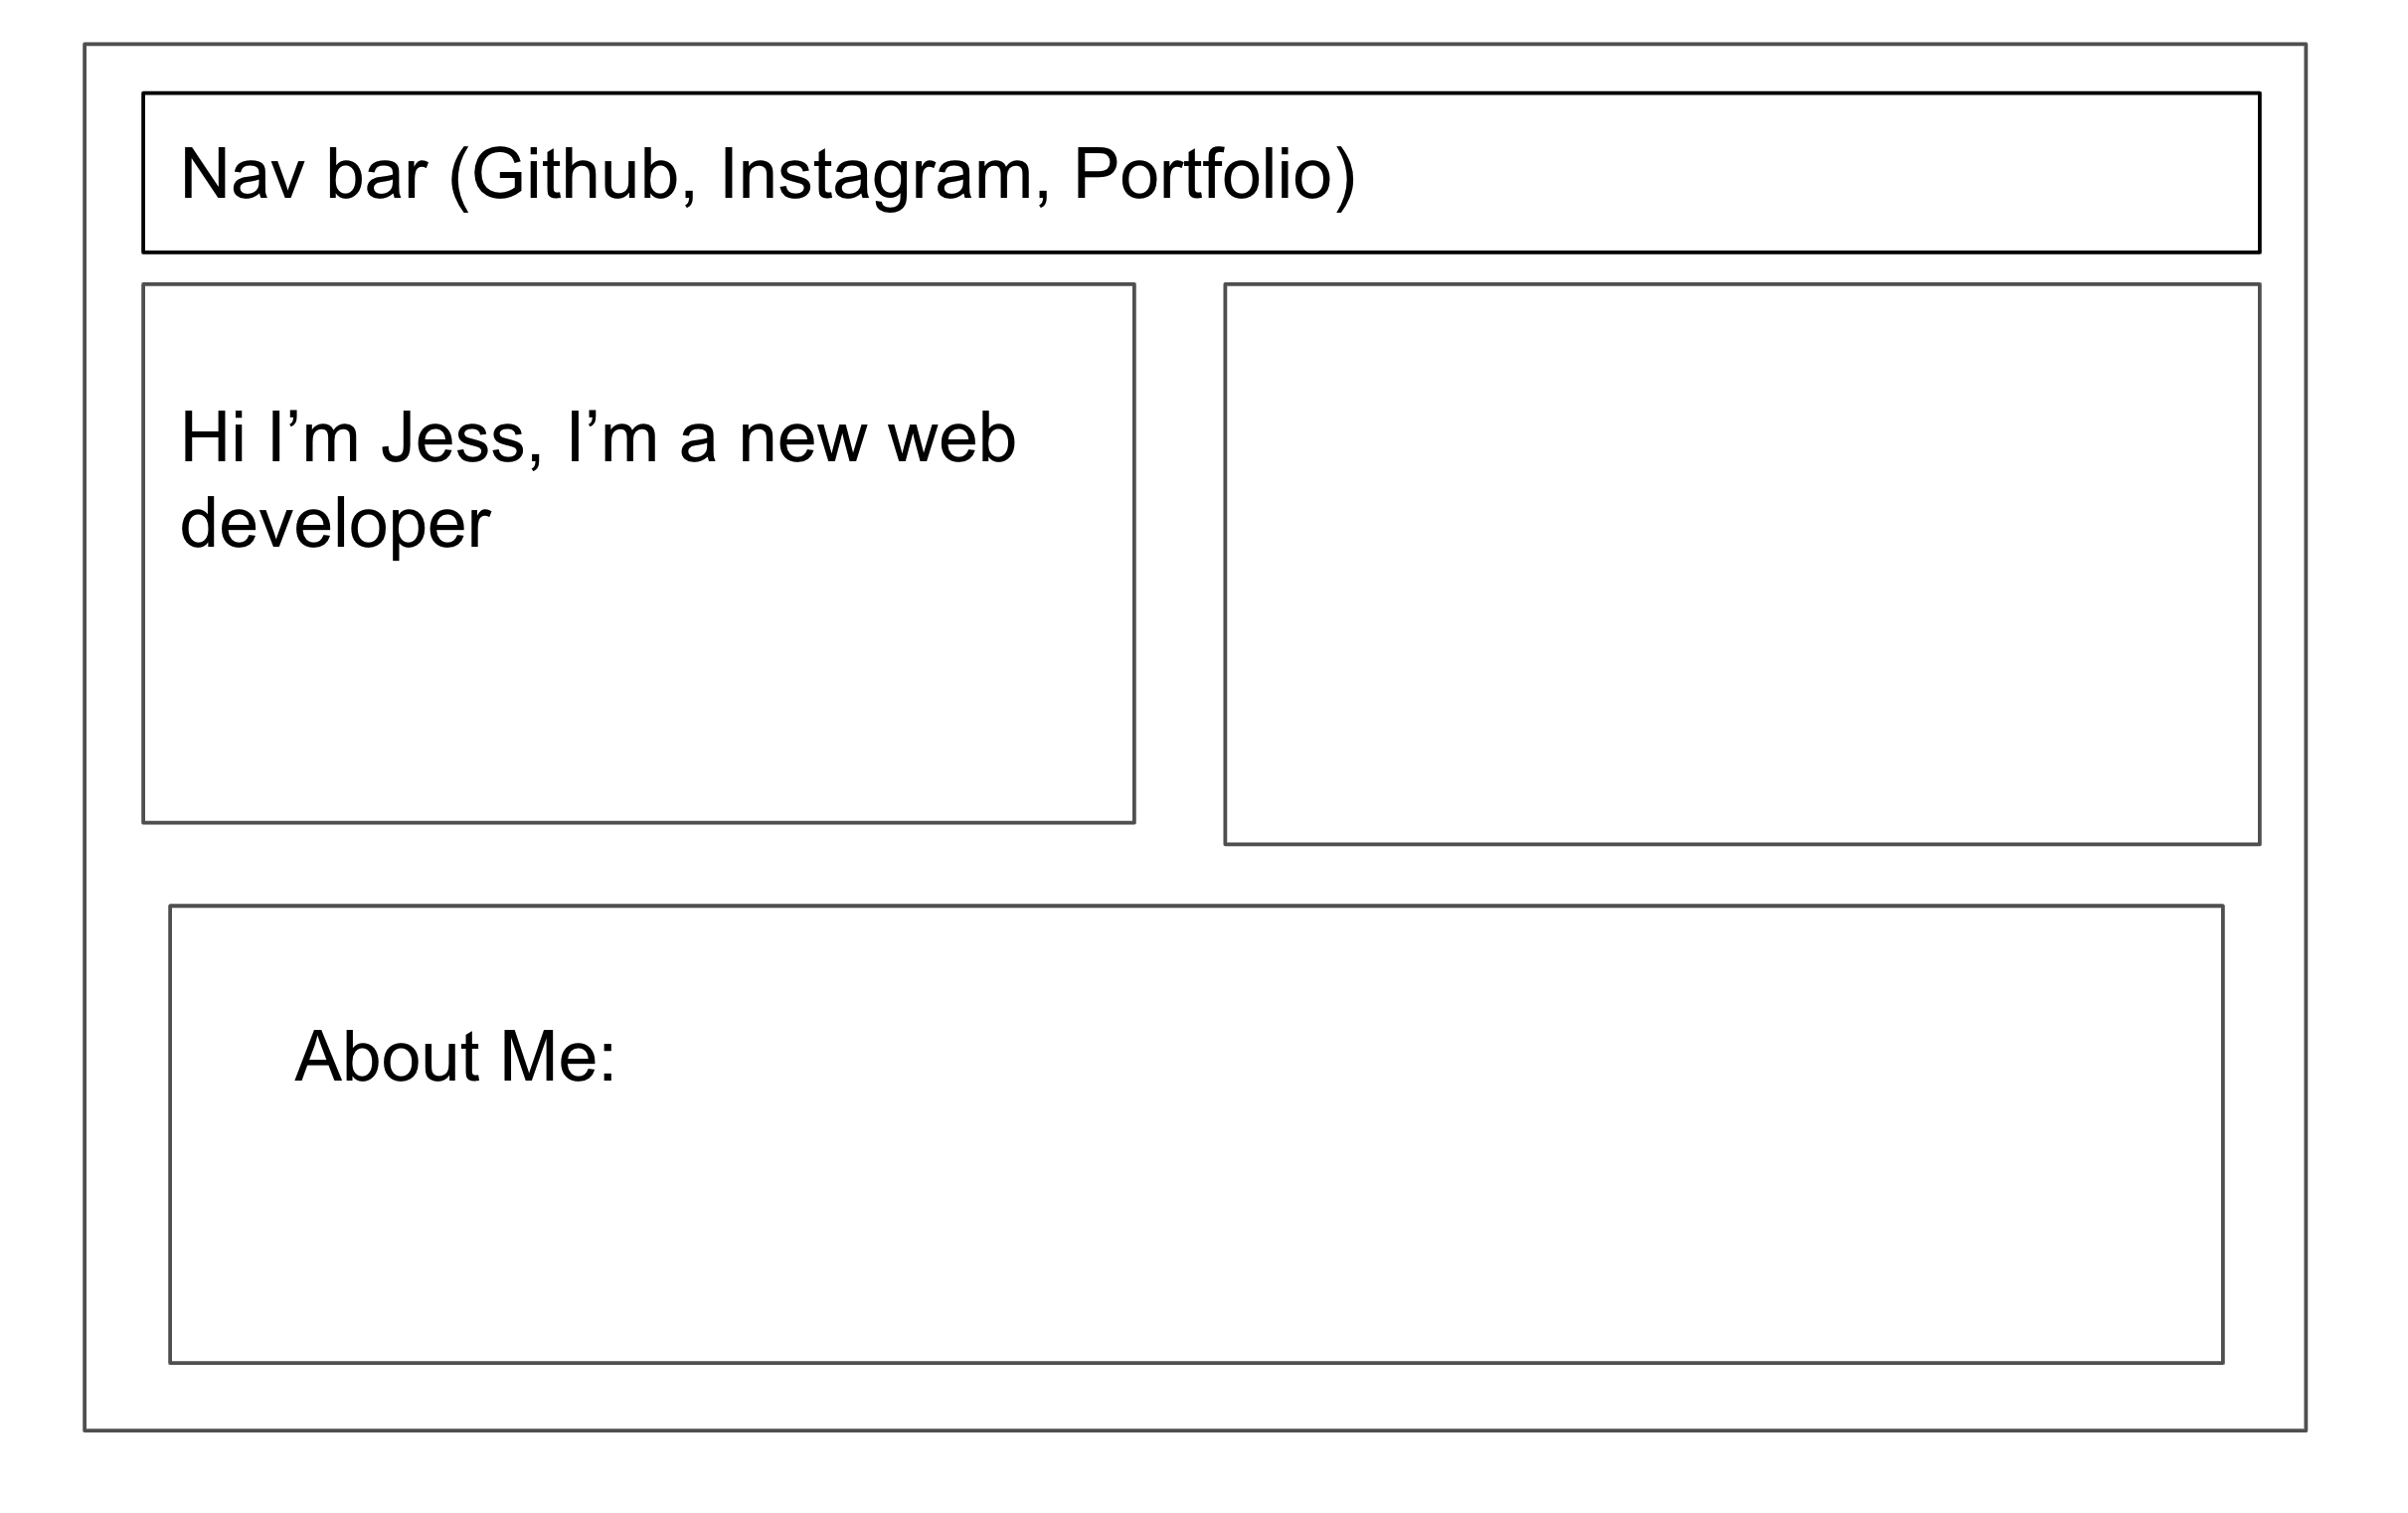 Nav bar (Github, Instagram, Portfolio)
Hi I’m Jess, I’m a new web
developer
About Me: